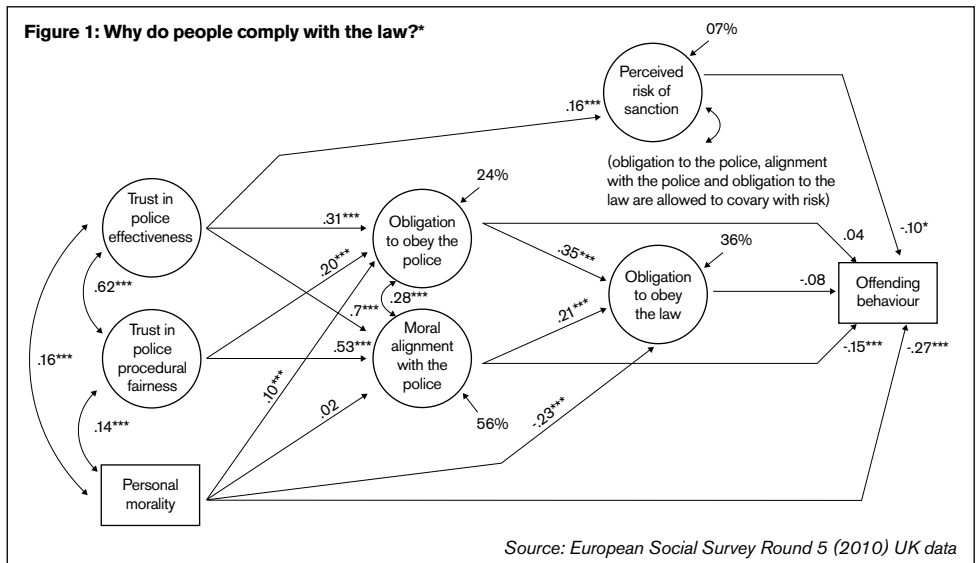 Figure 1: Why do people comply with the law?*
07%
Perceived
risk of
sanction
.16***
(obligation to the police, alignment
with the police and obligation to the
law are allowed to covary with risk)
Trust in
police
effectiveness
24%
.31***
Obligation
to obey the
police
-.10*
.04
36%
.20***
.35***
Obligation
to obey
the law
-.08
Offending
behaviour
.62***
.7***
.28***
.21***
Trust in
police
procedural
fairness
.53***
Moral
alignment
with the
police
-.15***
-.27***
.16***
.10***
.02
-.23***
56%
.14***
Personal
morality
Source: European Social Survey Round 5 (2010) UK data